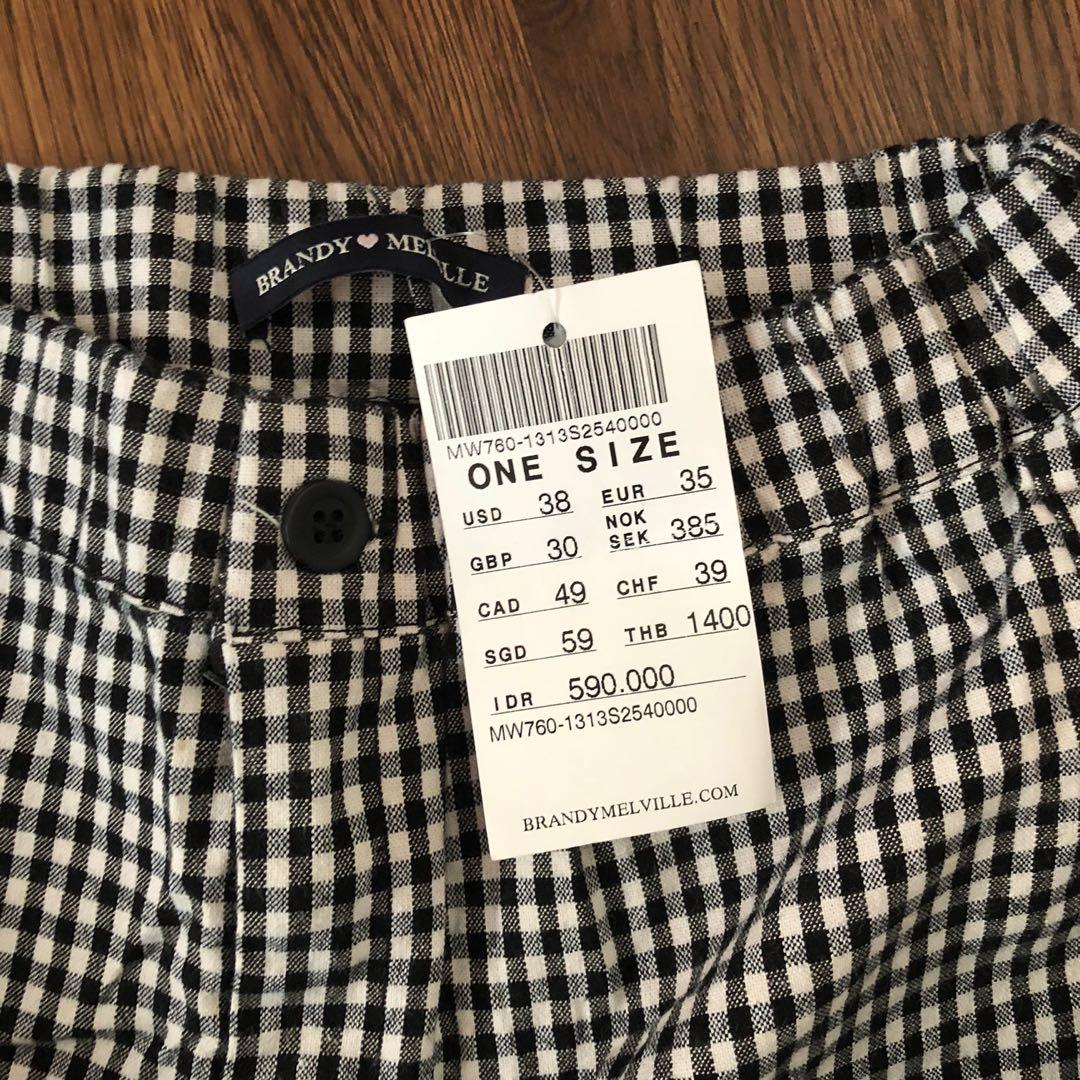 BRANDY MELVILLE
MW760-1313S2540000
ONE SIZE
USD 38 EUR 35
GBP 30 NOK SEK 385
CAD 49 CHF 39
SGD 59 THB 1400
IDR 590.000
MW760-1313S2540000
BRANDYMELVILLE.COM